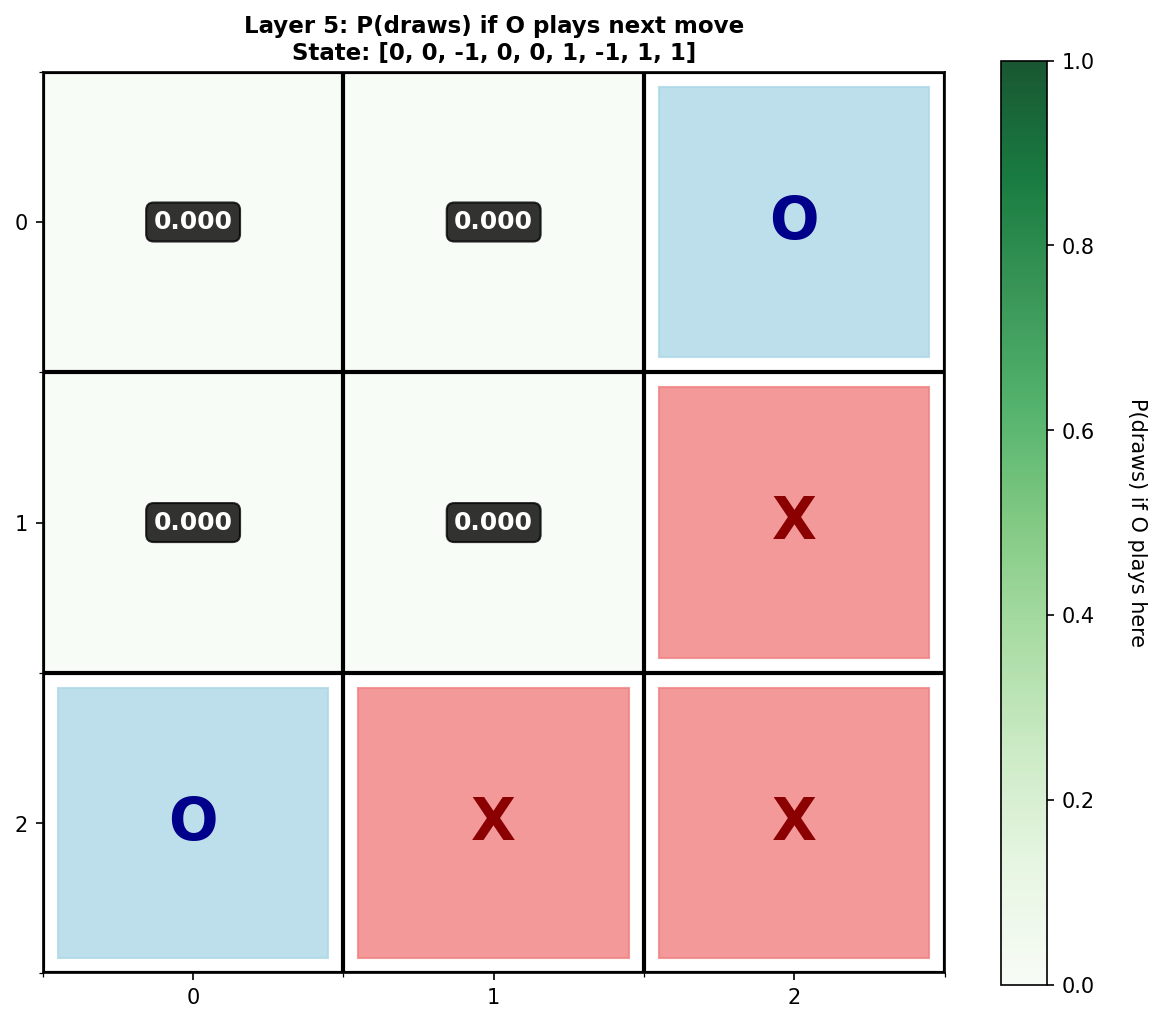 Layer 5: P(draws) if O plays next move
State: [0, 0, -1, 0, 0, 1, -1, 1, 1]
0
0.000
0.000
O
1
0.000
0.000
X
2
O
X
X
0
1
2
1.0
0.8
0.6
0.4
0.2
0.0
P(draws) if O plays here